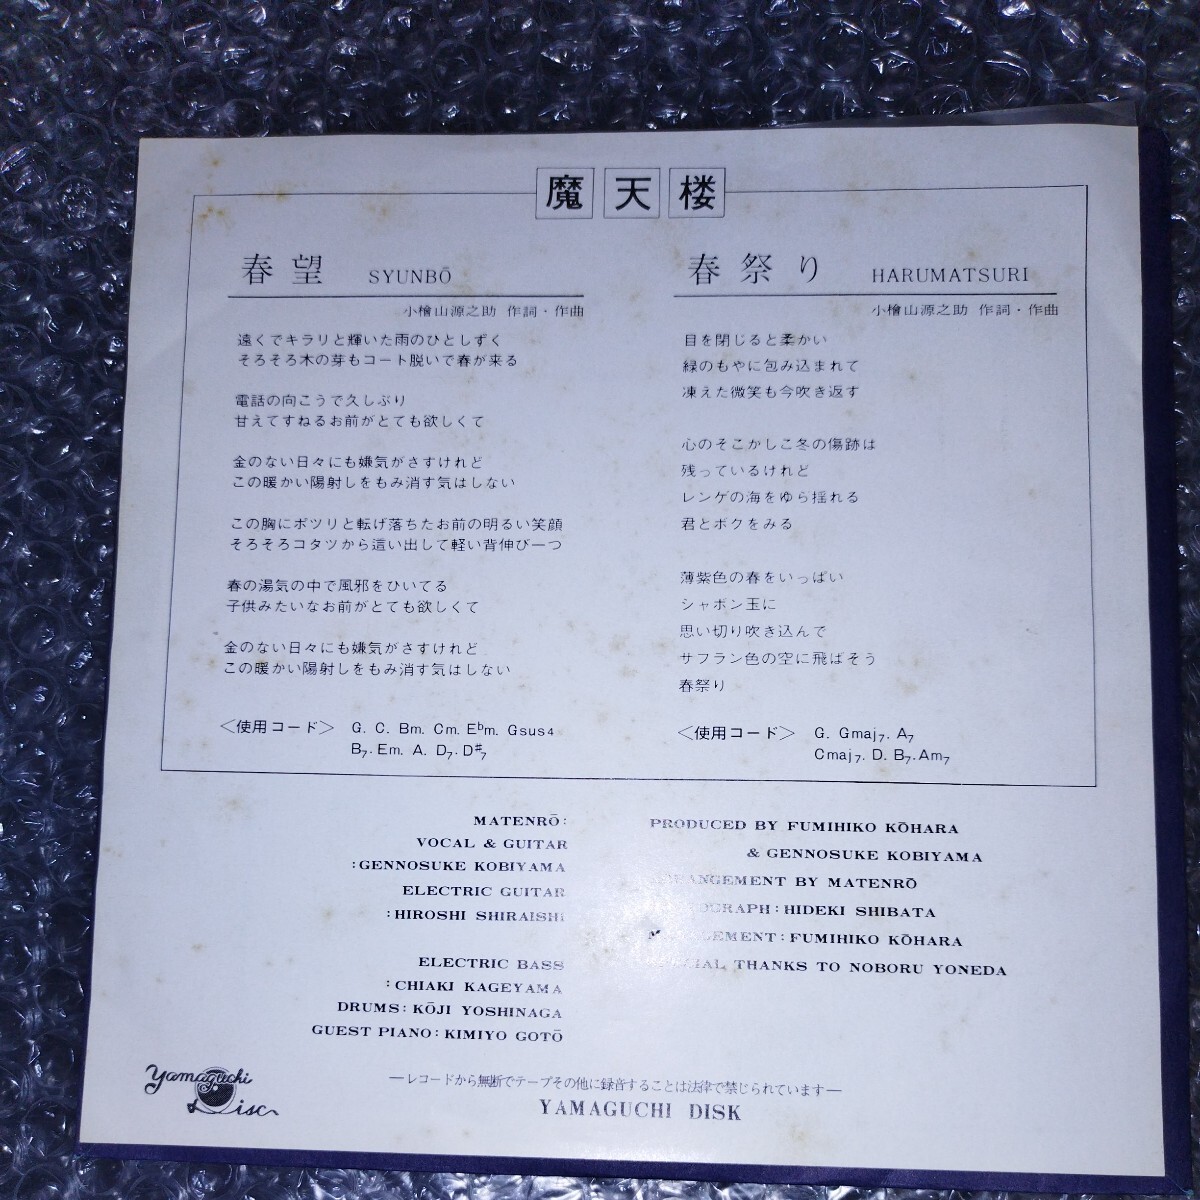 魔天楼
春望 SYUNBŌ
小檜山源之助 作詞・作曲
遠くでキラリと輝いた雨のひとしずく
そろそろ木の芽もコート脱いで春が来る
電話の向こうで久しぶり
甘えてすねるお前がとても欲しくて
金のない日々にも嫌気がさすけれど
この暖かい陽射しをもみ消す気はしない
この胸にポツリと転げ落ちたお前の明るい笑顔
そろそろコタツから這い出して軽い背伸び一つ
春の湯気の中で風邪をひいてる
子供みたいなお前がとても欲しくて
金のない日々にも嫌気がさすけれど
この暖かい陽射しをもみ消す気はしない
＜使用コード＞ G. C. Bm. Cm. E♭m. Gsus4
B7. Em. A. D7. D#7
春祭り HARUMATSURI
小檜山源之助 作詞・作曲
目を閉じると柔かい
緑のもやに包み込まれて
凍えた微笑も今吹き返す
心のそこかしこ冬の傷跡は
残っているけれど
レンゲの海をゆら揺れる
君とボクをみる
薄紫色の春をいっぱい
シャボン玉に
思い切り吹き込んで
サフラン色の空に飛ばそう
春祭り
＜使用コード＞ G. Gmaj7. A7
Cmaj7. D. B7. Am7
MATENRŌ:
VOCAL & GUITAR
:GENNOSUKE KOBIYAMA
ELECTRIC GUITAR
:HIROSHI SHIRAISHI
ELECTRIC BASS
:CHIAKI KAGEYAMA
DRUMS: KŌJI YOSHINAGA
GUEST PIANO: KIMIYO GOTŌ
PRODUCED BY FUMIHIKO KŌHARA
& GENNOSUKE KOBIYAMA
ARRANGEMENT BY MATENRŌ
: HIDEKI SHIBATA
: FUMIHIKO KŌHARA
SPECIAL THANKS TO NOBORU YONEDA
Yamaguchi Disc
―レコードから無断でテープその他に録音することは法律で禁じられています―
YAMAGUCHI DISK